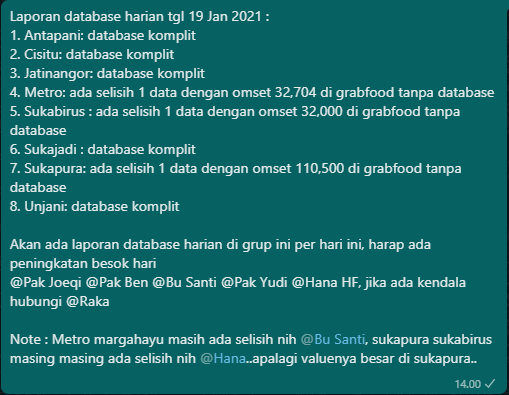 Laporan database harian tgl 19 Jan 2021 :
1. Antapani: database komplit
2. Cisitu: database komplit
3. Jatinangor: database komplit
4. Metro: ada selisih 1 data dengan omset 32,704 di grabfood tanpa database
5. Sukabirus : ada selisih 1 data dengan omset 32,000 di grabfood tanpa
database
6. Sukajadi : database komplit
7. Sukapura: ada selisih 1 data dengan omset 110,500 di grabfood tanpa
database
8. Unjani: database komplit

Akan ada laporan database harian di grup ini per hari ini, harap ada
peningkatan besok hari
@Pak Joeqi @Pak Ben @Bu Santi @Pak Yudi @Hana HF, jika ada kendala
hubungi @Raka

Note : Metro margahayu masih ada selisih nih @Bu Santi, sukapura sukabirus
masing masing ada selisih nih @Hana..apalagi valuenya besar di sukapura..
14.00